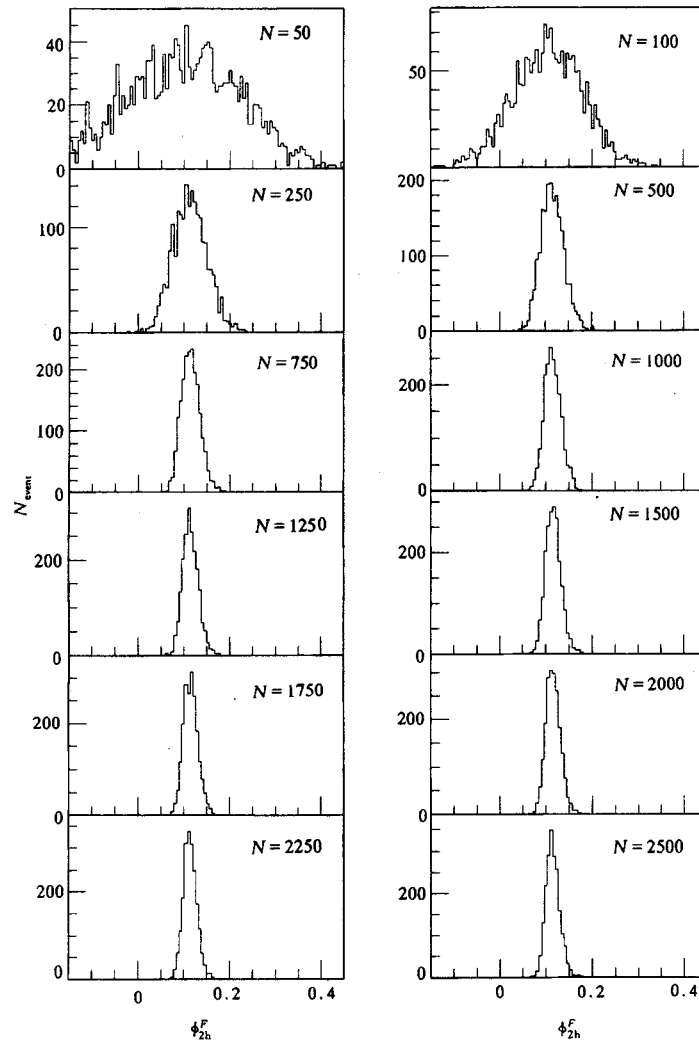 N = 50
40
20
0
N = 100
50
N = 250
100
0
N = 500
200
100
0
N = 750
200
100
0
N = 1000
200
0
N = 1250
200
0
N = 1500
200
0
N = 1750
200
0
N = 2000
200
0
N = 2250
200
0
N = 2500
200
0
N_event
0 0.2 0.4
0 0.2 0.4
ϕ^F_2h
ϕ^F_2h